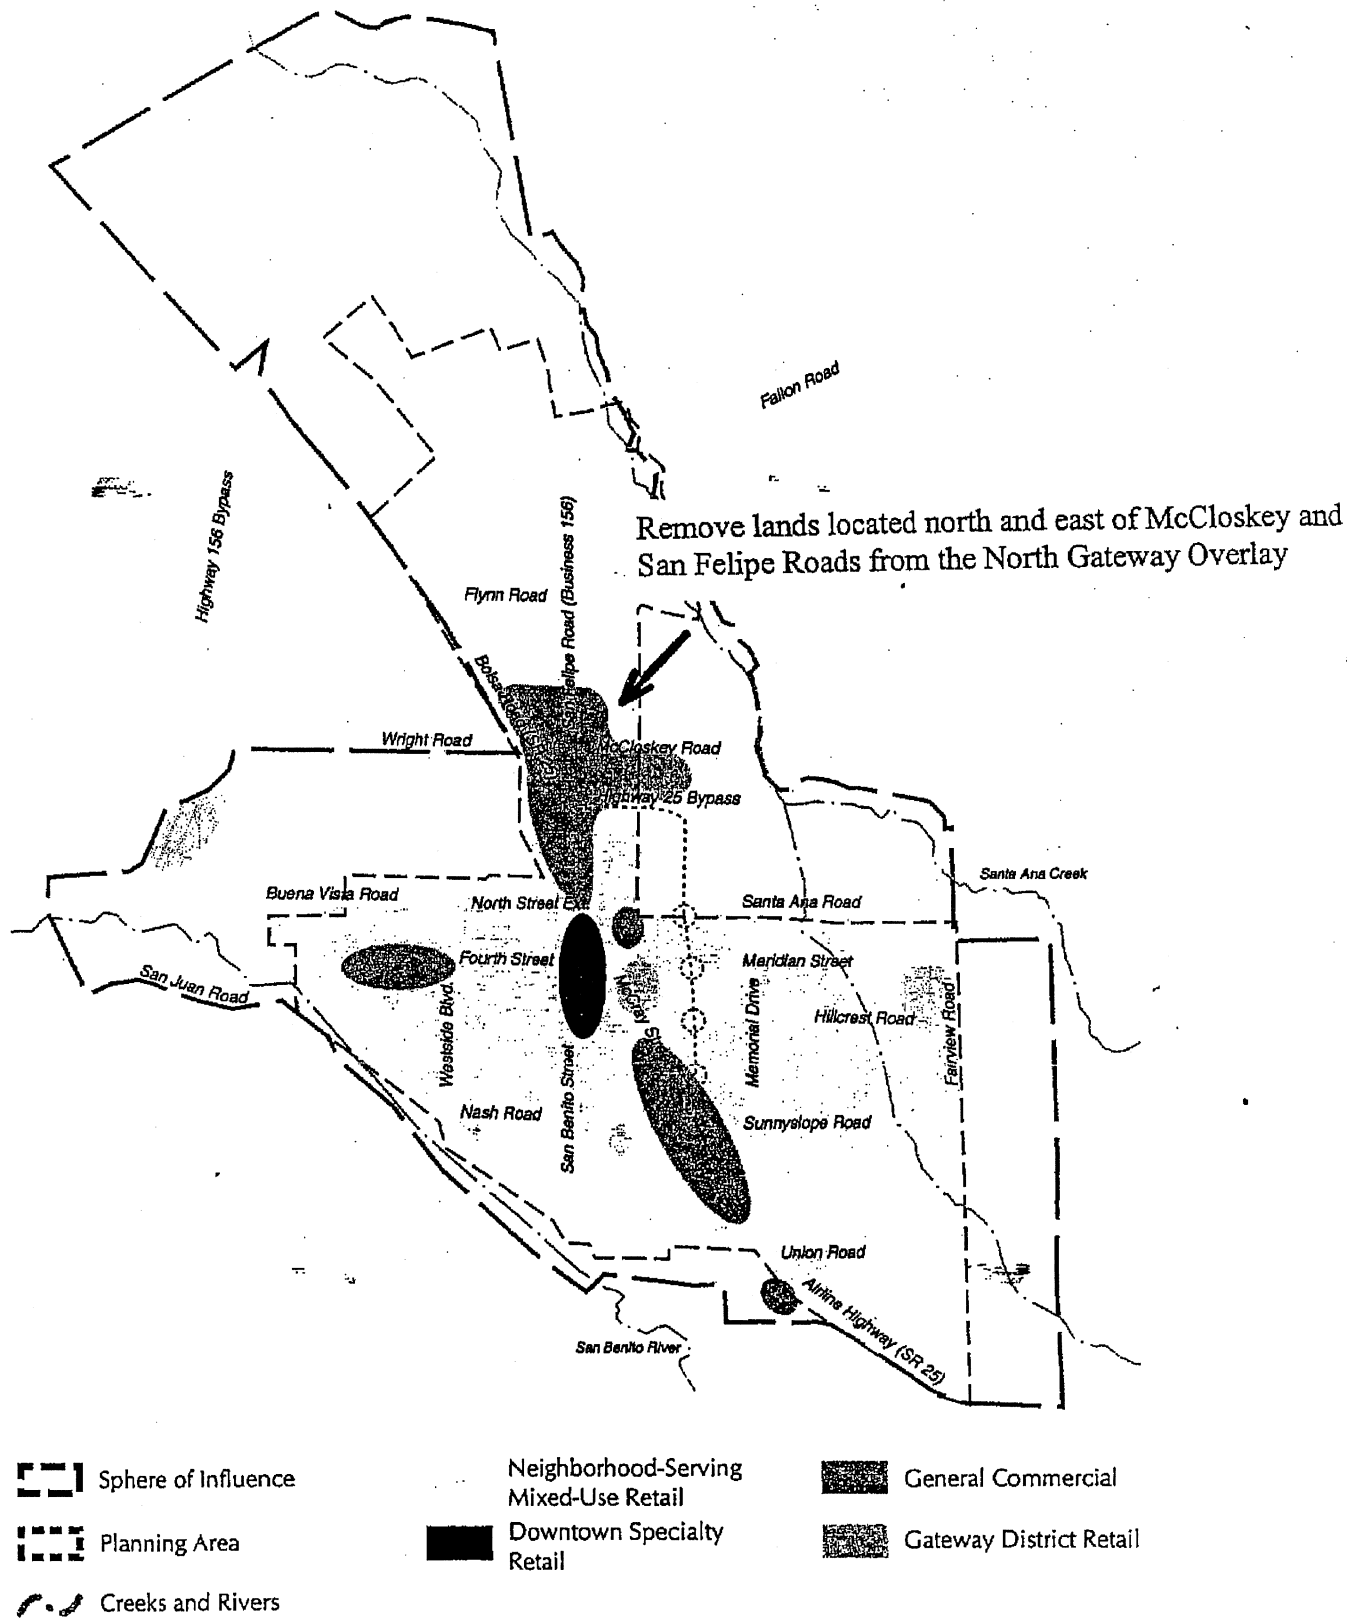 Fallon Road
Highway 156 Bypass
Remove lands located north and east of McCloskey and
San Felipe Roads from the North Gateway Overlay
Flynn Road
San Felipe Road (Business 156)
Wright Road
McCloskey Road
Highway 25 Bypass
Santa Ana Creek
Buena Vista Road
North Street Ext.
Santa Ana Road
Fourth Street
Meridian Street
San Juan Road
Westside Blvd.
Memorial Drive
Hillcrest Road
Fairview Road
San Benito Street
Nash Road
Sunnyslope Road
Union Road
Airline Highway (SR 25)
San Benito River
Sphere of Influence
Planning Area
Creeks and Rivers
Neighborhood-Serving
Mixed-Use Retail
Downtown Specialty
Retail
General Commercial
Gateway District Retail